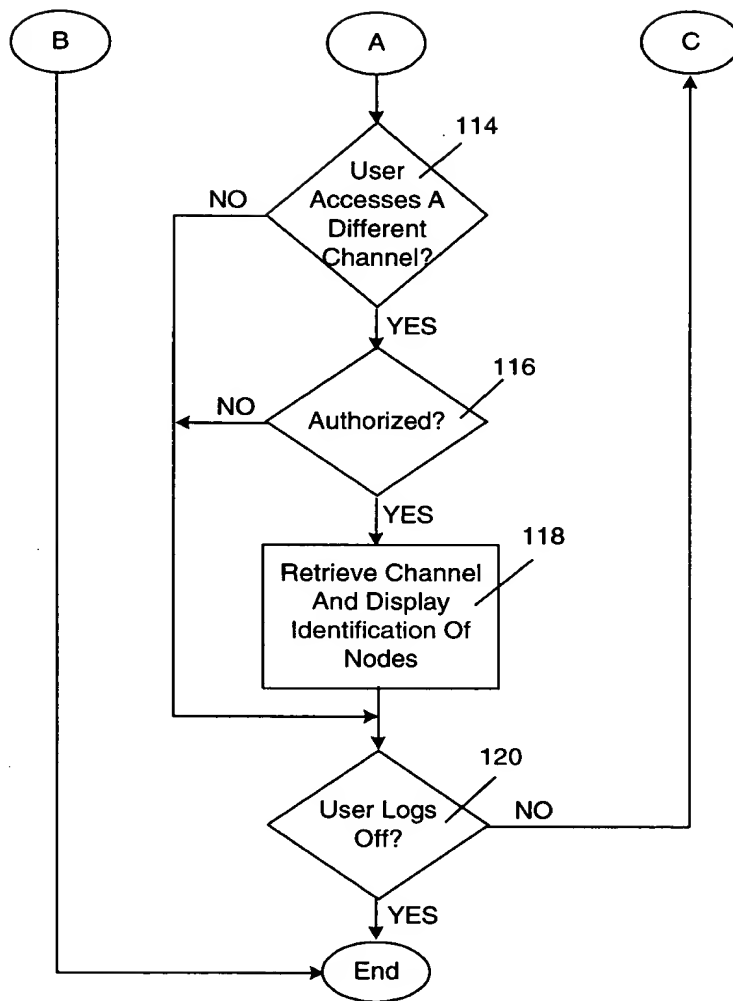 B
A
C
114
User
Accesses A
Different
Channel?
NO
YES
116
Authorized?
NO
YES
118
Retrieve Channel
And Display
Identification Of
Nodes
120
User Logs
Off?
NO
YES
End